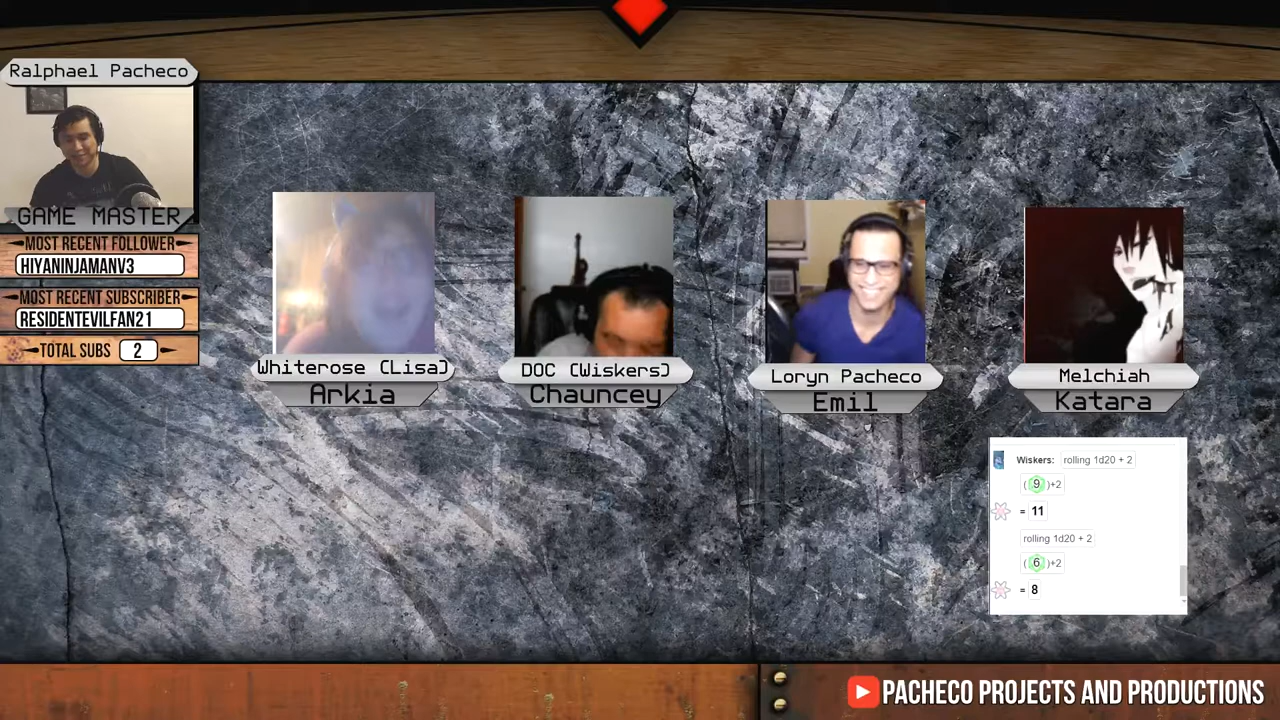 Ralphael Pacheco
GAME MASTER
MOST RECENT FOLLOWER
HIYANINJAMANV3
MOST RECENT SUBSCRIBER
RESIDENTEVILFAN21
TOTAL SUBS 2
Whiterose (Lisa)
Arkia
DOC (Wiskers)
Chauncey
Loryn Pacheco
Emil
Melchiah
Katara
Wiskers: rolling 1d20 + 2
(9)+2
= 11
rolling 1d20 + 2
(6)+2
= 8
PACHECO PROJECTS AND PRODUCTIONS